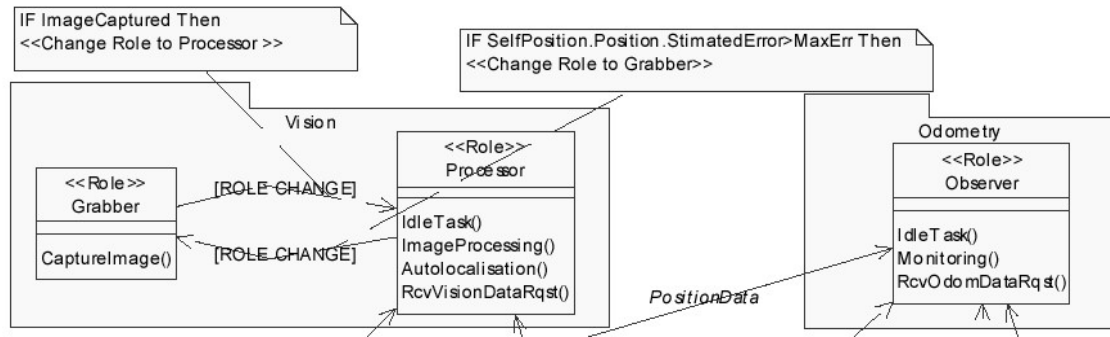 IF ImageCaptured Then
<<Change Role to Processor >>
IF SelfPosition.Position.StimatedError>MaxErr Then
<<Change Role to Grabber>>
Vision
<<Role>>
Grabber
CaptureImage()
[ROLE CHANGE]
[ROLE CHANGE]
<<Role>>
Processor
IdleTask()
ImageProcessing()
Autolocalisation()
RcvVisionDataRqst()
PositionData
Odometry
<<Role>>
Observer
IdleTask()
Monitoring()
RcvOdomDataRqst()